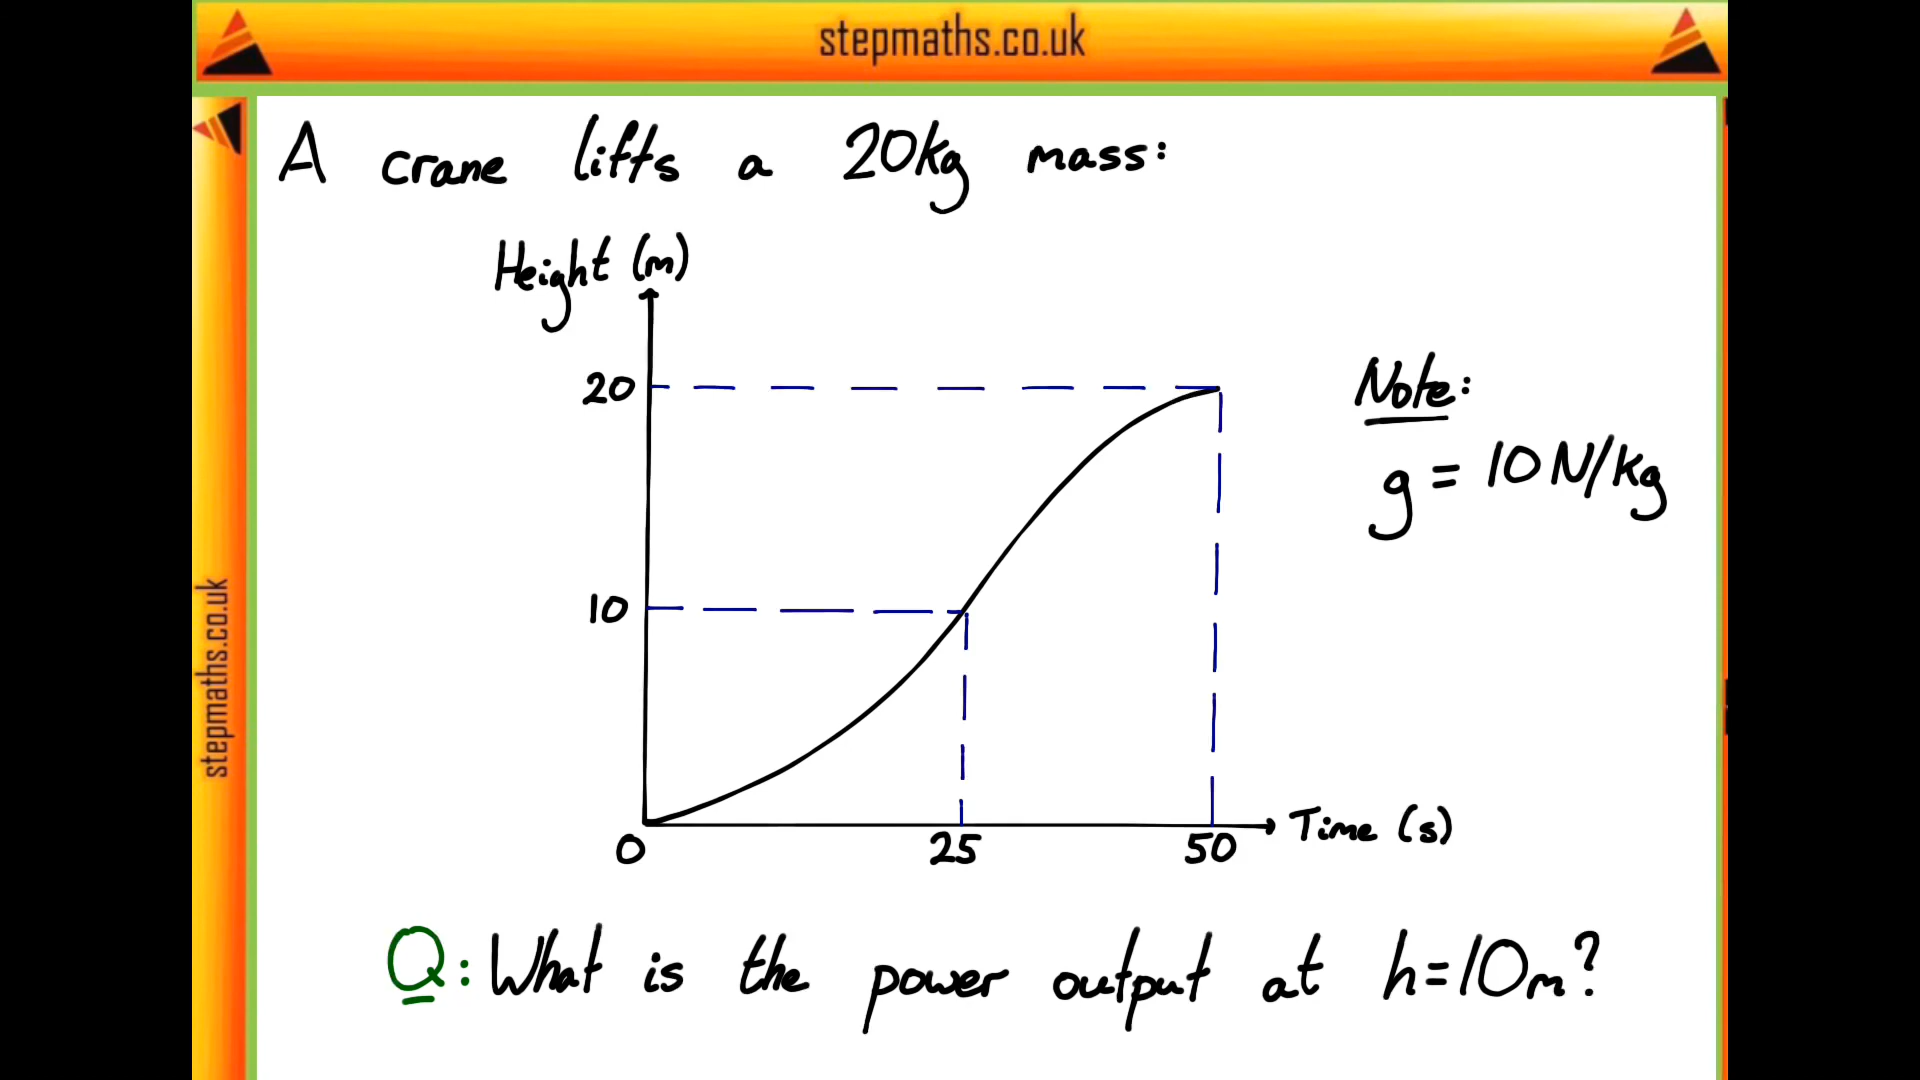 stepmaths.co.uk
stepmaths.co.uk
A crane lifts a 20kg mass:
Height (m)
20
Note:
g = 10 N/kg
10
Time (s)
0
25
50
Q: What is the power output at h=10m?